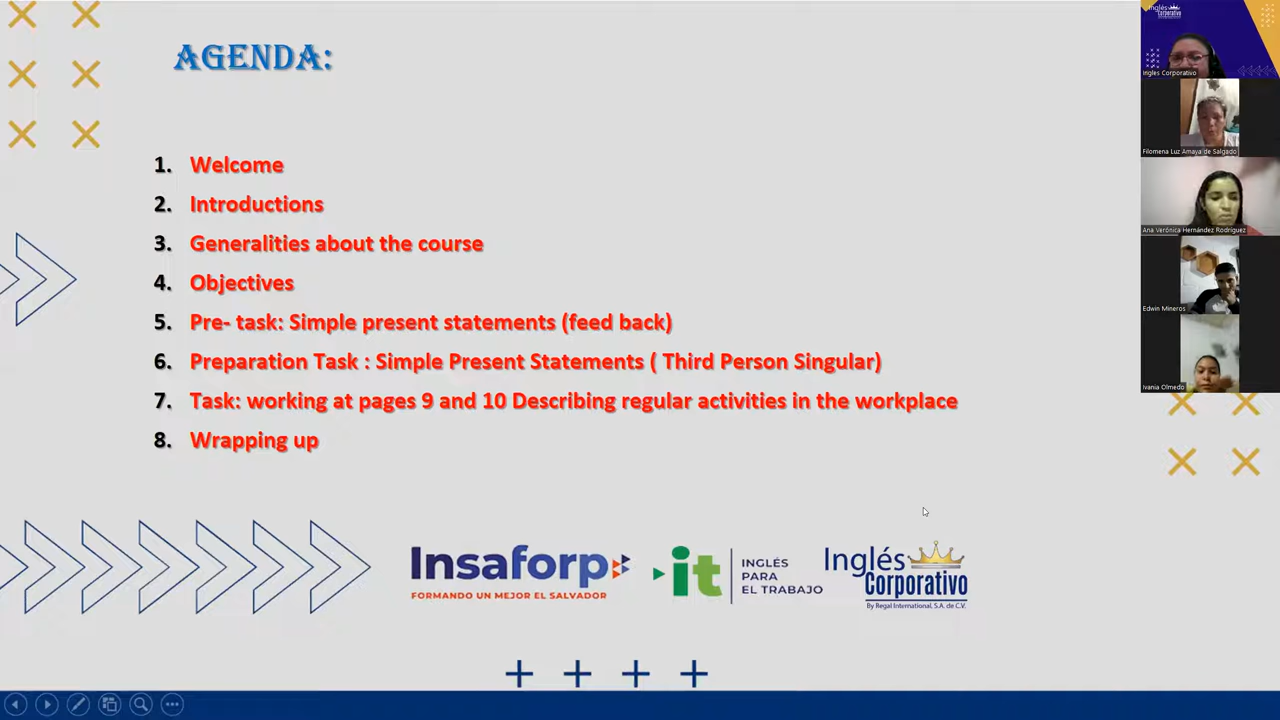 AGENDA:
1. Welcome
2. Introductions
3. Generalities about the course
4. Objectives
5. Pre- task: Simple present statements (feed back)
6. Preparation Task : Simple Present Statements ( Third Person Singular)
7. Task: working at pages 9 and 10 Describing regular activities in the workplace
8. Wrapping up
Insaforp
FORMANDO UN MEJOR EL SALVADOR
it
INGLÉS
PARA
EL TRABAJO
Inglés
Corporativo
By Regal International, S.A. de C.V.
Inglés
Corporativo
Ingles Corporativo
Filomena Luz Amaya de Salgado
Ana Verónica Hernández Rodríguez
Edwin Mineros
Ivania Olmedo